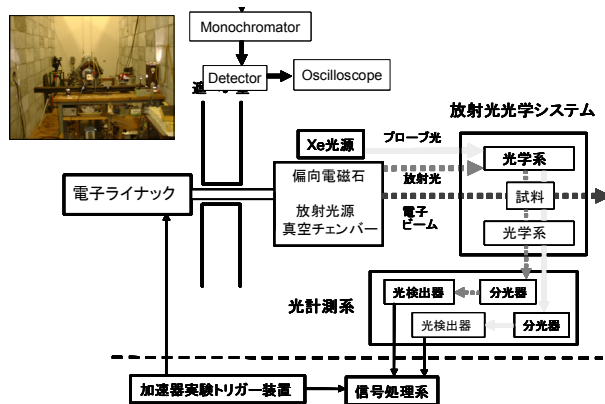 Monochromator
Detector
Oscilloscope
放射光光学システム
Xe光源
プローブ光
光学系
電子ライナック
偏向電磁石
放射光
試料
放射光源
真空チェンバー
電子
ビーム
光学系
光計測系
光検出器
分光器
光検出器
分光器
加速器実験トリガー装置
信号処理系